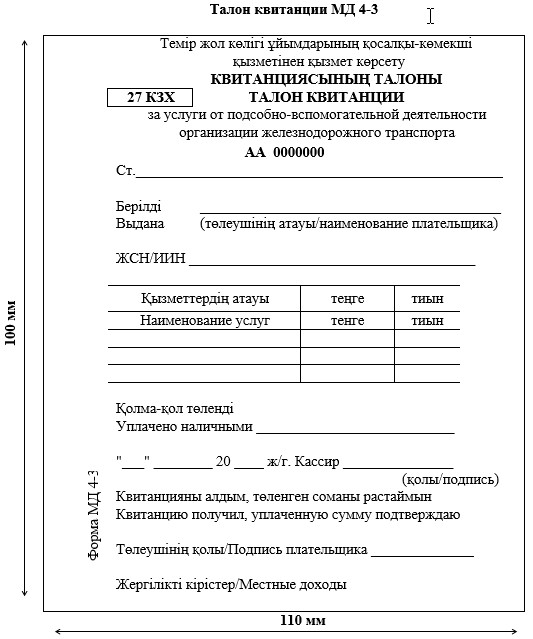 Талон квитанции МД 4-3
Темір жол көлігі ұйымдарының қосалқы-көмекші
қызметінен қызмет көрсету
КВИТАНЦИЯСЫНЫҢ ТАЛОНЫ
27 КЗХ ТАЛОН КВИТАНЦИИ
за услуги от подсобно-вспомогательной деятельности
организации железнодорожного транспорта
АА 0000000
Ст.
Берілді
Выдана (төлеушінің атауы/наименование плательщика)
ЖСН/ИИН
Қызметтердің атауы теңге тиын
Наименование услуг тенге тиын
Қолма-қол төленді
Уплачено наличными
"___" ________ 20 ____ ж/г. Кассир ________________
(қолы/подпись)
Квитанцияны алдым, төленген соманы растаймын
Квитанцию получил, уплаченную сумму подтверждаю
Төлеушінің қолы/Подпись плательщика
Жергілікті кірістер/Местные доходы
Форма МД 4-3
100 мм
110 мм